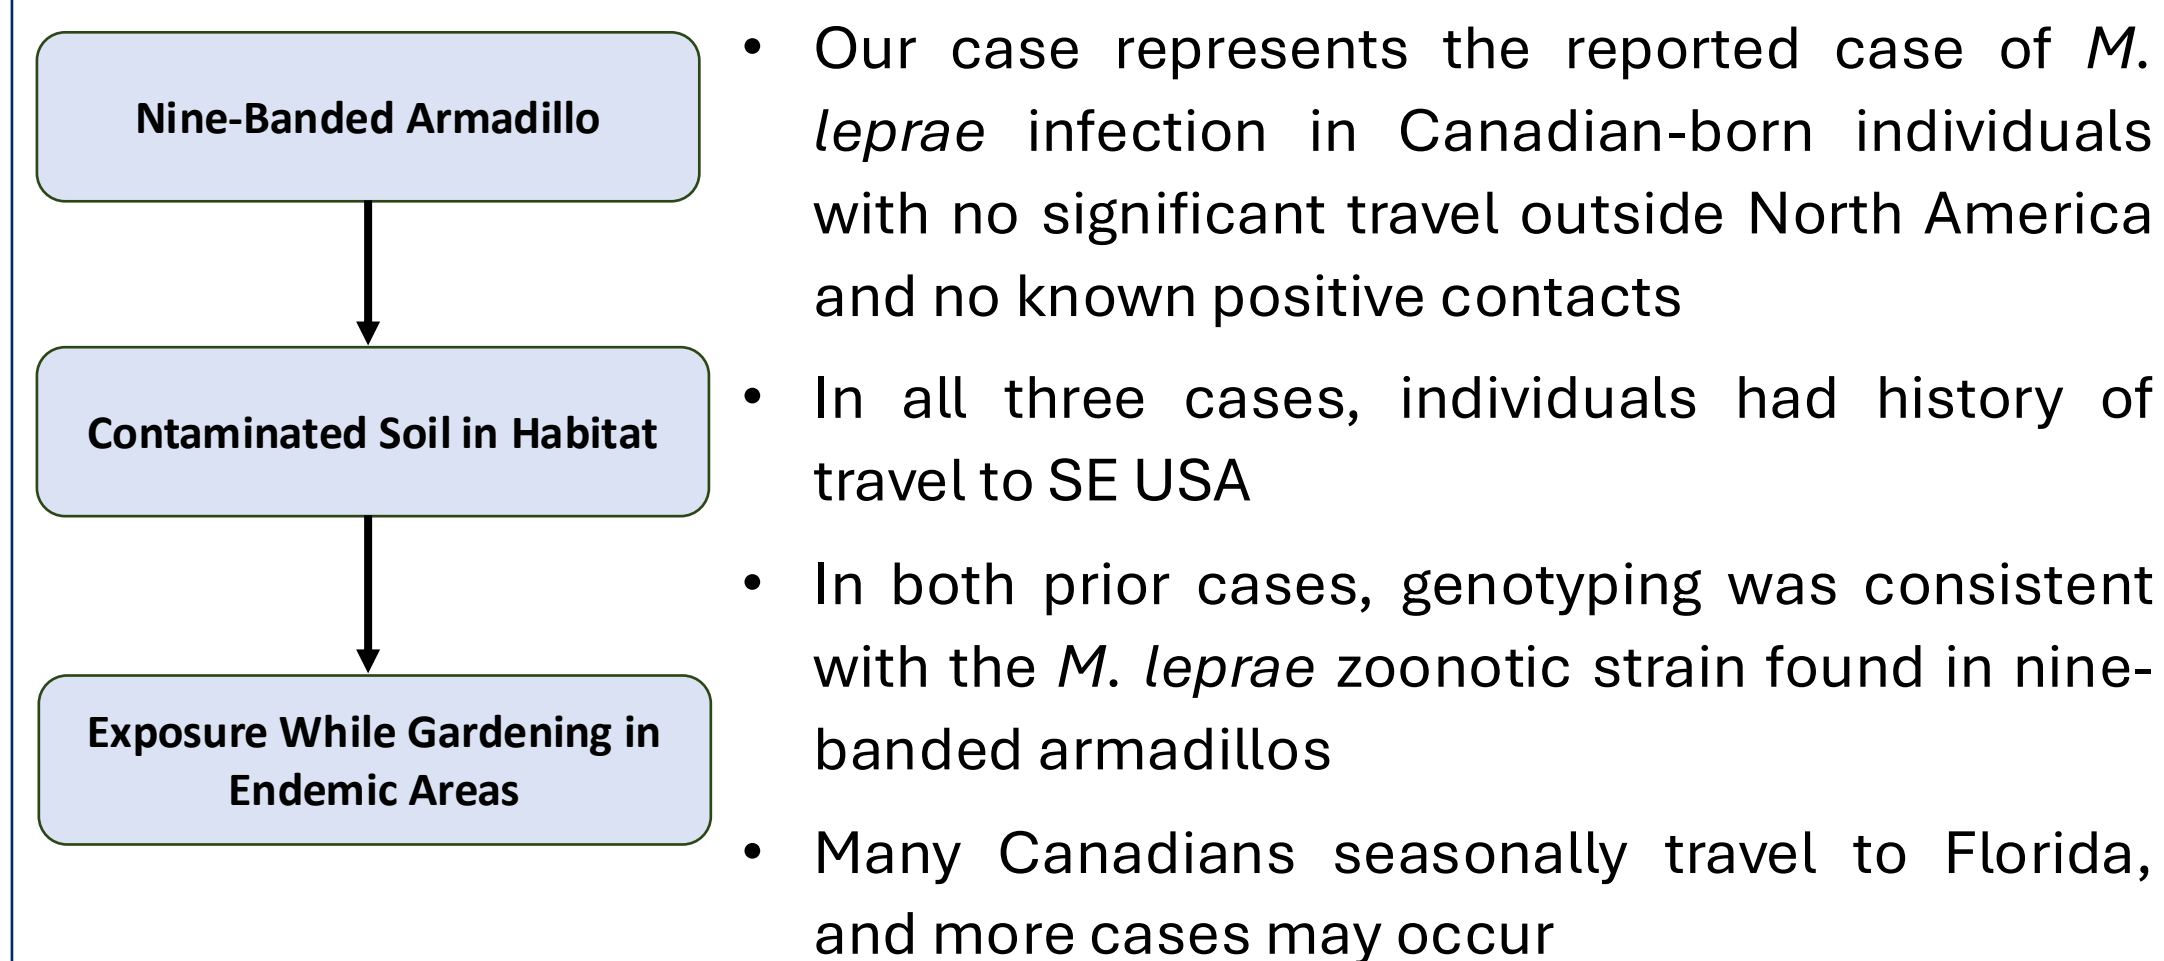 Nine-Banded Armadillo
Contaminated Soil in Habitat
Exposure While Gardening in
Endemic Areas
• Our case represents the reported case of M.
leprae infection in Canadian-born individuals
with no significant travel outside North America
and no known positive contacts
• In all three cases, individuals had history of
travel to SE USA
• In both prior cases, genotyping was consistent
with the M. leprae zoonotic strain found in nine-
banded armadillos
• Many Canadians seasonally travel to Florida,
and more cases may occur